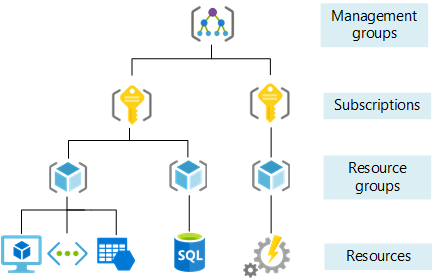 Management
groups
Subscriptions
Resource
groups
SQL
Resources